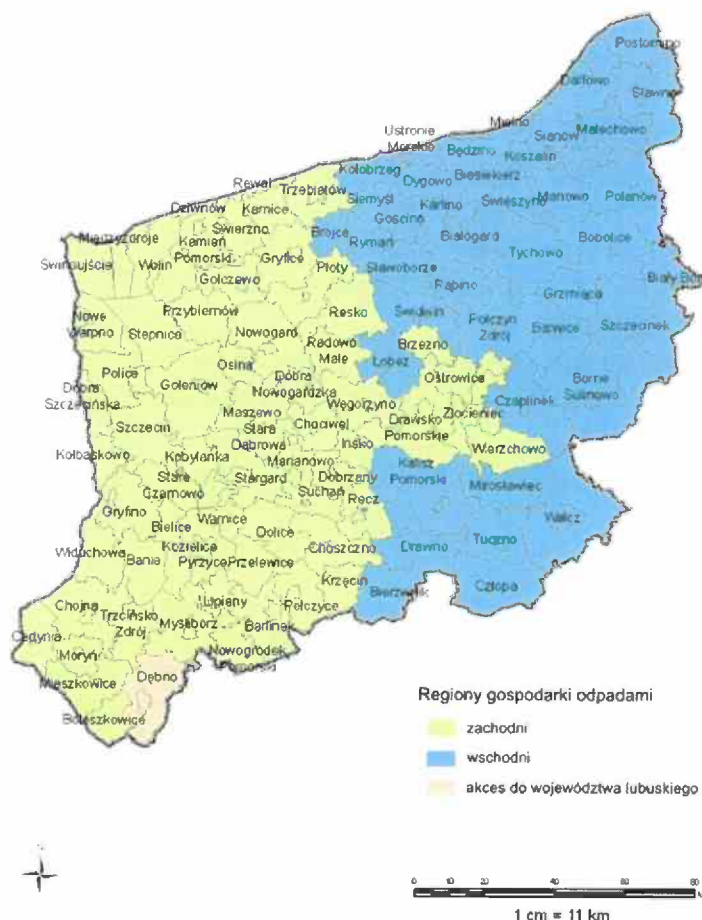 Postomino
Darłowo
Sławno
Mielno
Ustronie
Morskie
Sianów
Malechowo
Będzino
Koszalin
Kołobrzeg
Dygowo
Biesiekierz
Rewal
Trzebiatów
Siemyśl
Karlino
Świeszyno
Manowo
Polanów
Dziwnów
Karnice
Gościno
Świerzno
Brojce
Rymań
Białogard
Bobolice
Międzyzdroje
Kamień
Pomorski
Gryfice
Tychowo
Świnoujście
Wolin
Płoty
Sławoborze
Biały Bór
Golczewo
Rąbino
Grzmiąca
Przybiernów
Resko
Świdwin
Nowe
Warpno
Stepnica
Nowogard
Połczyn
Zdrój
Barwice
Szczecinek
Radowo
Małe
Brzeżno
Osina
Łobez
Police
Goleniów
Dobra
Nowogardzka
Ostrowice
Borne
Sulinowo
Dobra
Szczecińska
Węgorzyno
Złocieniec
Czaplinek
Maszewo
Szczecin
Stara
Dąbrowa
Chociwel
Drawsko
Pomorskie
Ińsko
Wierzchowo
Kołbaskowo
Kobylanka
Marianowo
Kalisz
Pomorski
Stare
Czarnowo
Stargard
Dobrzany
Suchań
Mirosławiec
Recz
Gryfino
Wałcz
Warnice
Bielice
Dolice
Widuchowa
Kozielice
Choszczno
Drawno
Tuczno
Banie
Pyrzyce
Przelewice
Krzęcin
Bierzwnik
Człopa
Chojna
Lipiany
Pełczyce
Trzcińsko
Zdrój
Myślibórz
Barlinek
Cedynia
Moryń
Nowogródek
Pomorski
Dębno
Mieszkowice
Boleszkowice
Regiony gospodarki odpadami
zachodni
wschodni
akces do województwa lubuskiego
0 10 20 40 60 80
1 cm = 11 km